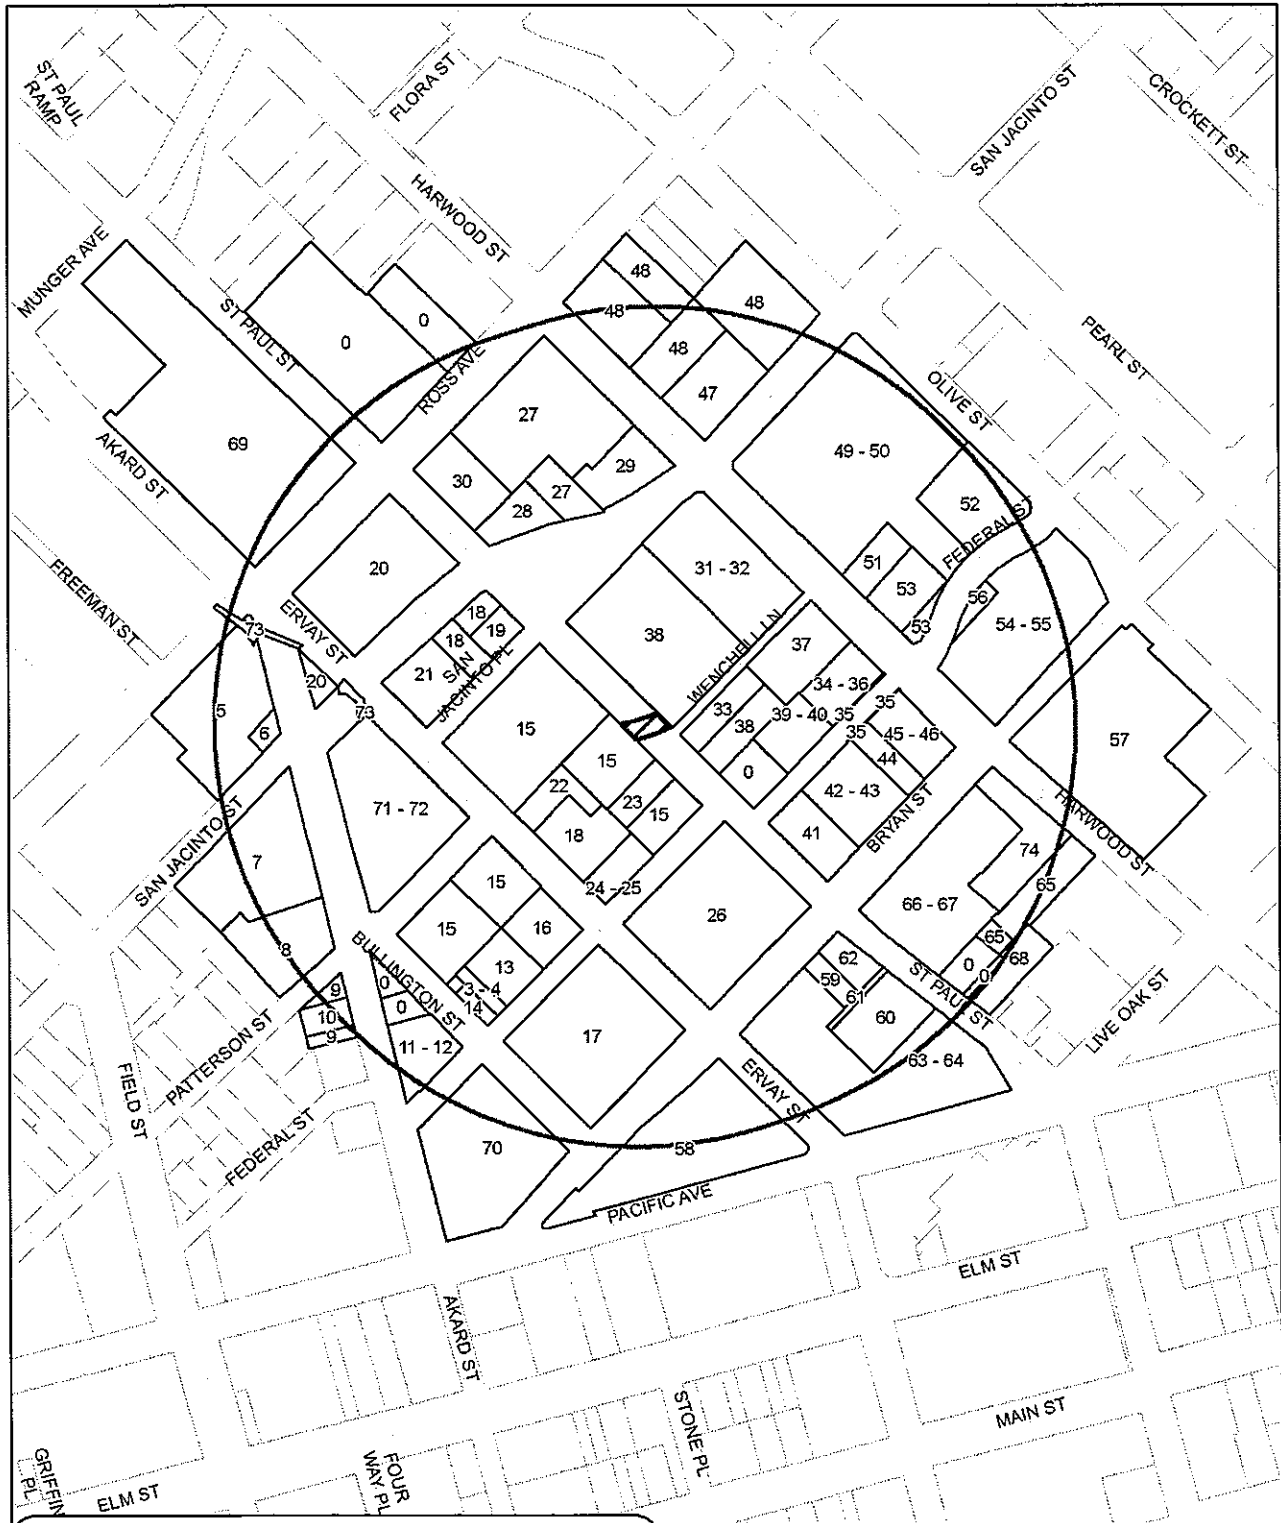 ST PAUL
RAMP
FLORA ST
SAN JACINTO ST
CROCKETT ST
HARWOOD ST
MUNGER AVE
ST PAUL ST
PEARL ST
OLIVE ST
ROSS AVE
AKARD ST
FREEMAN ST
ERVAY ST
FEDERAL ST
SAN
JACINTO PL
WENCHELL LN
SAN JACINTO ST
BRYAN ST
HARWOOD ST
BULLINGTON ST
ST PAUL ST
LIVE OAK ST
PATTERSON ST
FIELD ST
FEDERAL ST
ERVAY ST
PACIFIC AVE
ELM ST
AKARD ST
STONE PL
MAIN ST
GRIFFIN
PL
ELM ST
FOUR
WAY PL
48
48
48
0
0
48
47
69
27
29
30
27
28
49 - 50
52
51
53
53
56
54 - 55
20
18
18
19
21
31 - 32
38
37
34 - 36
33
38
39 - 40
35
35
35
45 - 46
44
0
42 - 43
41
57
73
20
73
5
6
15
15
22
23
15
18
24 - 25
71 - 72
7
8
15
15
16
13
3 - 4
14
26
66 - 67
74
65
65
68
0
0
62
59
61
60
63 - 64
9
10
9
0
0
11 - 12
17
70
58